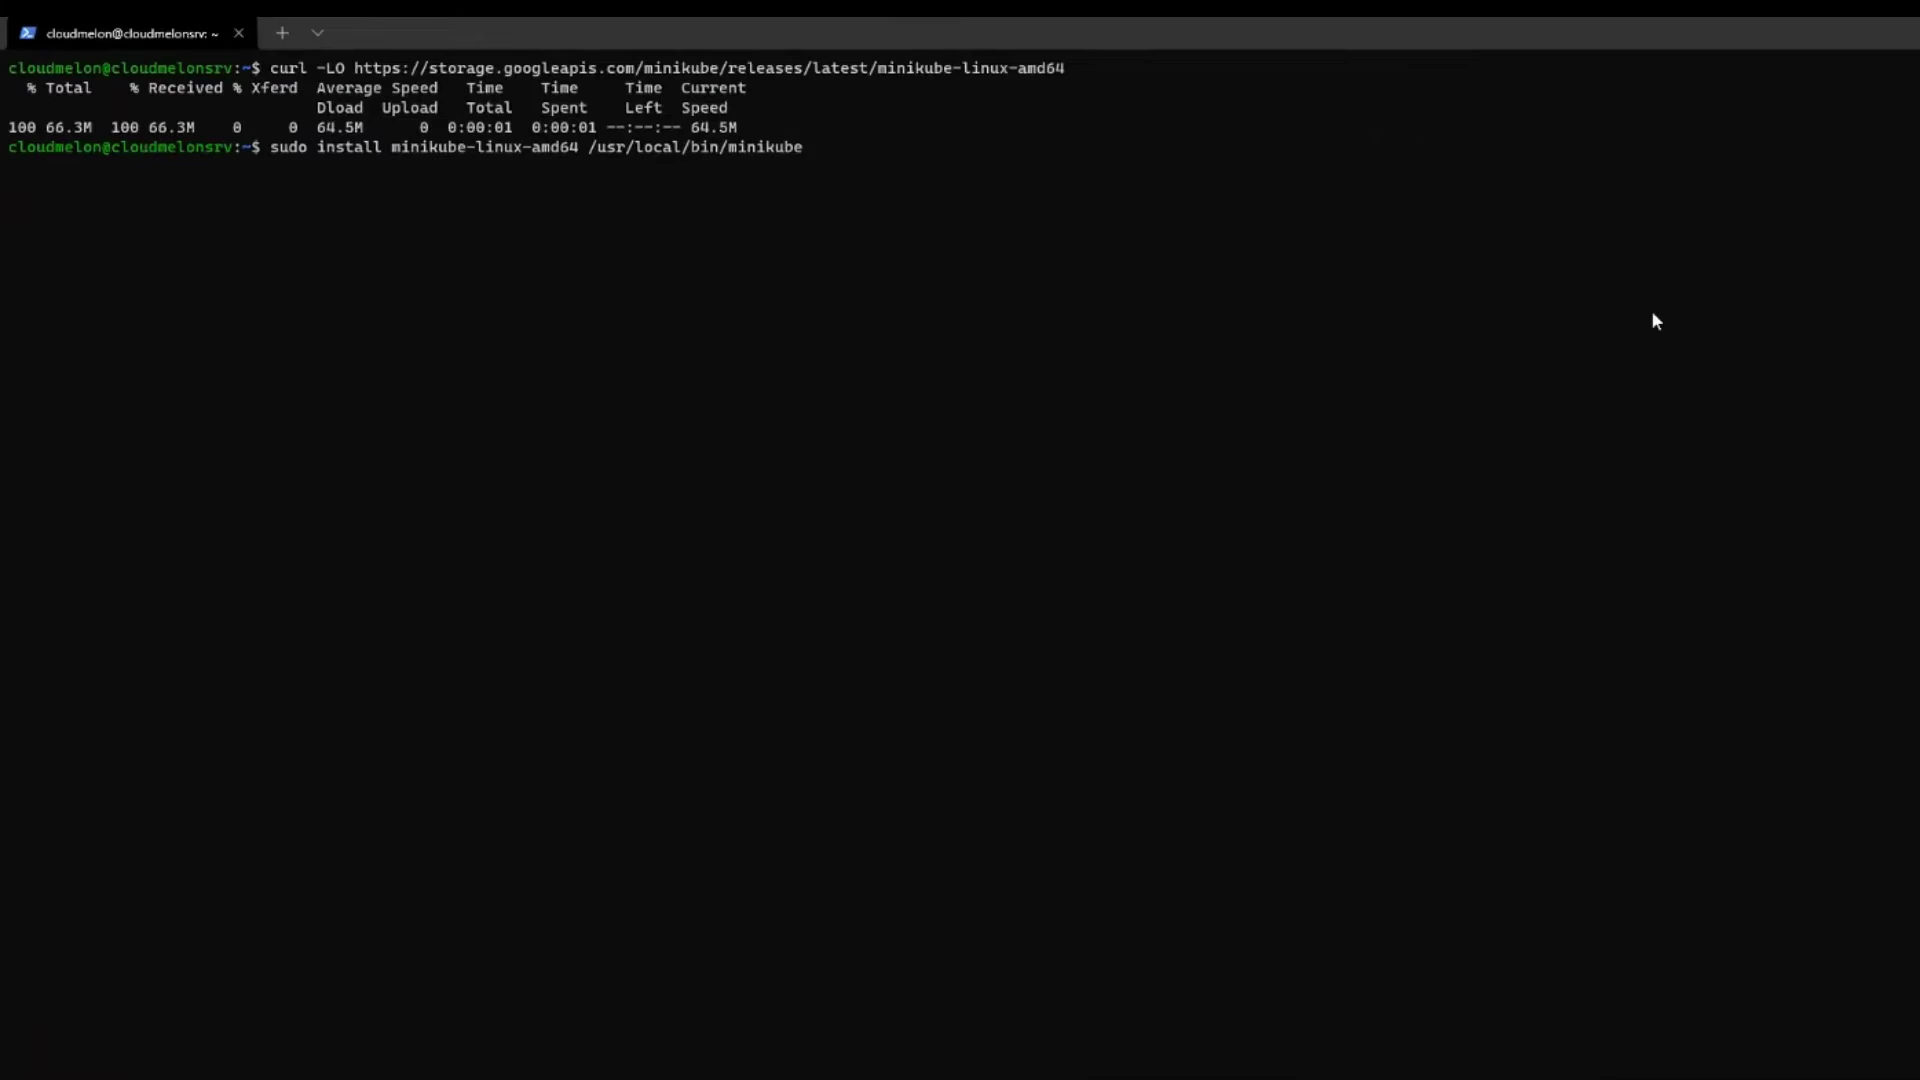 cloudmelon@cloudmelonsrv: ~
cloudmelon@cloudmelonsrv:~$ curl -LO https://storage.googleapis.com/minikube/releases/latest/minikube-linux-amd64
  % Total    % Received % Xferd  Average Speed   Time    Time     Time  Current
                                 Dload  Upload   Total   Spent    Left  Speed
100 66.3M  100 66.3M    0     0  64.5M      0  0:00:01  0:00:01 --:--:-- 64.5M
cloudmelon@cloudmelonsrv:~$ sudo install minikube-linux-amd64 /usr/local/bin/minikube